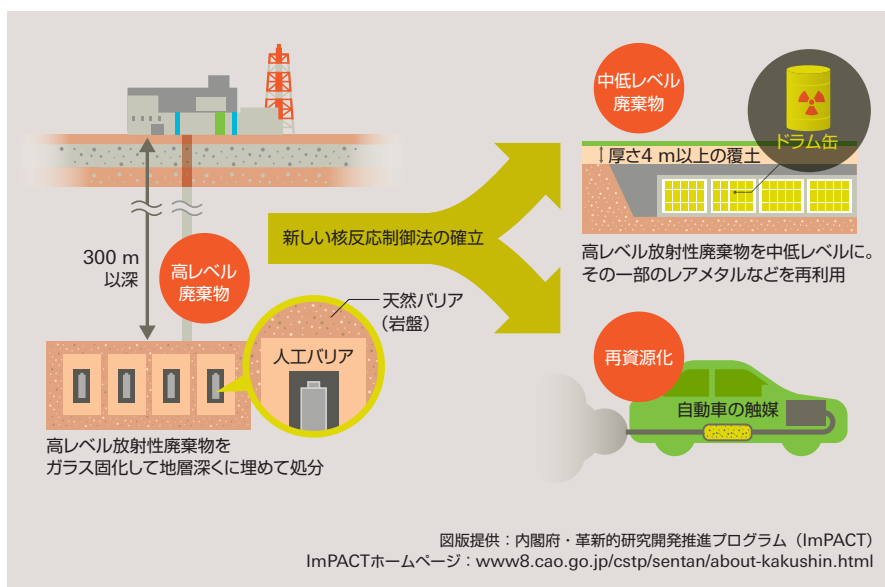 300 m
以深
高レベル
廃棄物
天然バリア
（岩盤）
人工バリア
高レベル放射性廃棄物を
ガラス固化して地層深くに埋めて処分
新しい核反応制御法の確立
中低レベル
廃棄物
ドラム缶
厚さ4 m以上の覆土
高レベル放射性廃棄物を中低レベルに。
その一部のレアメタルなどを再利用
再資源化
自動車の触媒
図版提供：内閣府・革新的研究開発推進プログラム（ImPACT）
ImPACTホームページ：www8.cao.go.jp/cstp/sentan/about-kakushin.html